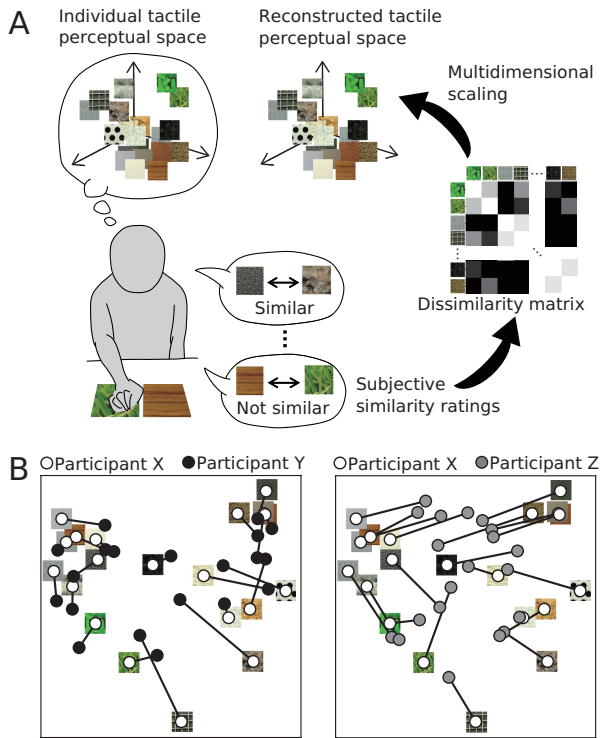 A
Individual tactile
perceptual space
Reconstructed tactile
perceptual space
Multidimensional
scaling
Similar
Dissimilarity matrix
Not similar
Subjective
similarity ratings
B
Participant X
Participant Y
Participant X
Participant Z